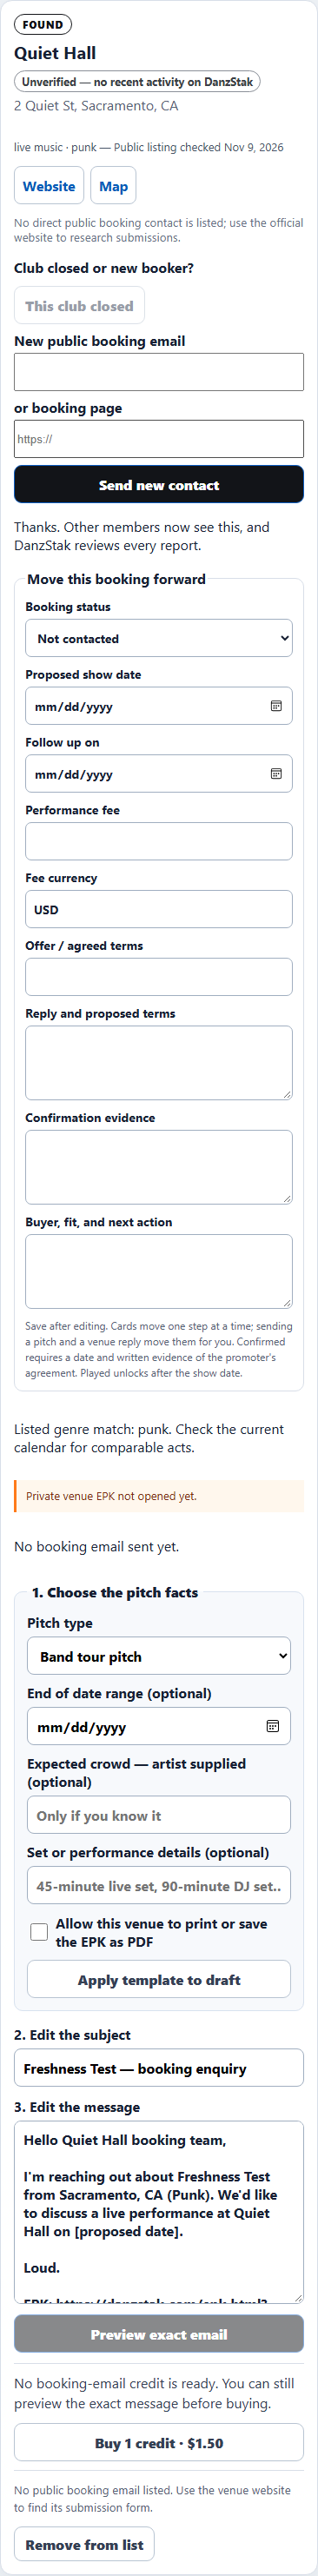 FOUND
Quiet Hall
Unverified — no recent activity on DanzStak
2 Quiet St, Sacramento, CA
live music · punk — Public listing checked Nov 9, 2026
Website
Map
No direct public booking contact is listed; use the official
website to research submissions.
Club closed or new booker?
This club closed
New public booking email
or booking page
https://
Send new contact
Thanks. Other members now see this, and
DanzStak reviews every report.
Move this booking forward
Booking status
Not contacted
Proposed show date
mm/dd/yyyy
Follow up on
mm/dd/yyyy
Performance fee
Fee currency
USD
Offer / agreed terms
Reply and proposed terms
Confirmation evidence
Buyer, fit, and next action
Save after editing. Cards move one step at a time; sending
a pitch and a venue reply move them for you. Confirmed
requires a date and written evidence of the promoter's
agreement. Played unlocks after the show date.
Listed genre match: punk. Check the current
calendar for comparable acts.
Private venue EPK not opened yet.
No booking email sent yet.
1. Choose the pitch facts
Pitch type
Band tour pitch
End of date range (optional)
mm/dd/yyyy
Expected crowd — artist supplied
(optional)
Only if you know it
Set or performance details (optional)
45-minute live set, 90-minute DJ set..
Allow this venue to print or save
the EPK as PDF
Apply template to draft
2. Edit the subject
Freshness Test — booking enquiry
3. Edit the message
Hello Quiet Hall booking team,
I'm reaching out about Freshness Test
from Sacramento, CA (Punk). We'd like
to discuss a live performance at Quiet
Hall on [proposed date].
Loud.
EPK: https://danzstak.com/epk.html?
Preview exact email
No booking-email credit is ready. You can still
preview the exact message before buying.
Buy 1 credit · $1.50
No public booking email listed. Use the venue website
to find its submission form.
Remove from list